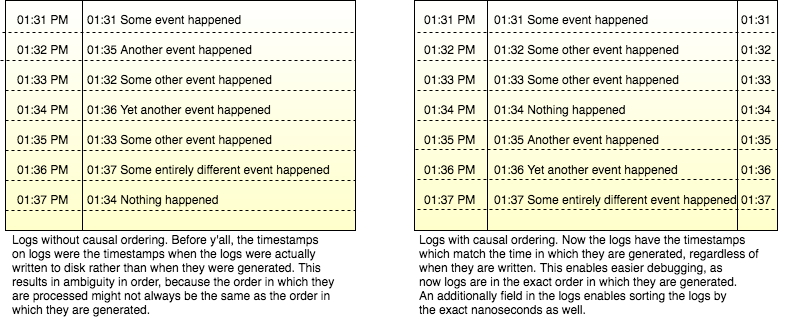 01:31 PM 01:31 Some event happened
01:32 PM 01:35 Another event happened
01:33 PM 01:32 Some other event happened
01:34 PM 01:36 Yet another event happened
01:35 PM 01:33 Some other event happened
01:36 PM 01:37 Some entirely different event happened
01:37 PM 01:34 Nothing happened
Logs without causal ordering. Before y'all, the timestamps
on logs were the timestamps when the logs were actually
written to disk rather than when they were generated. This
results in ambiguity in order, because the order in which they
are processed might not always be the same as the order in
which they are generated.
01:31 PM 01:31 Some event happened 01:31
01:32 PM 01:32 Some other event happened 01:32
01:33 PM 01:33 Some other event happened 01:33
01:34 PM 01:34 Nothing happened 01:34
01:35 PM 01:35 Another event happened 01:35
01:36 PM 01:36 Yet another event happened 01:36
01:37 PM 01:37 Some entirely different event happened 01:37
Logs with causal ordering. Now the logs have the timestamps
which match the time in which they are generated, regardless of
when they are written. This enables easier debugging, as
now logs are in the exact order in which they are generated.
An additionally field in the logs enables sorting the logs by
the exact nanoseconds as well.